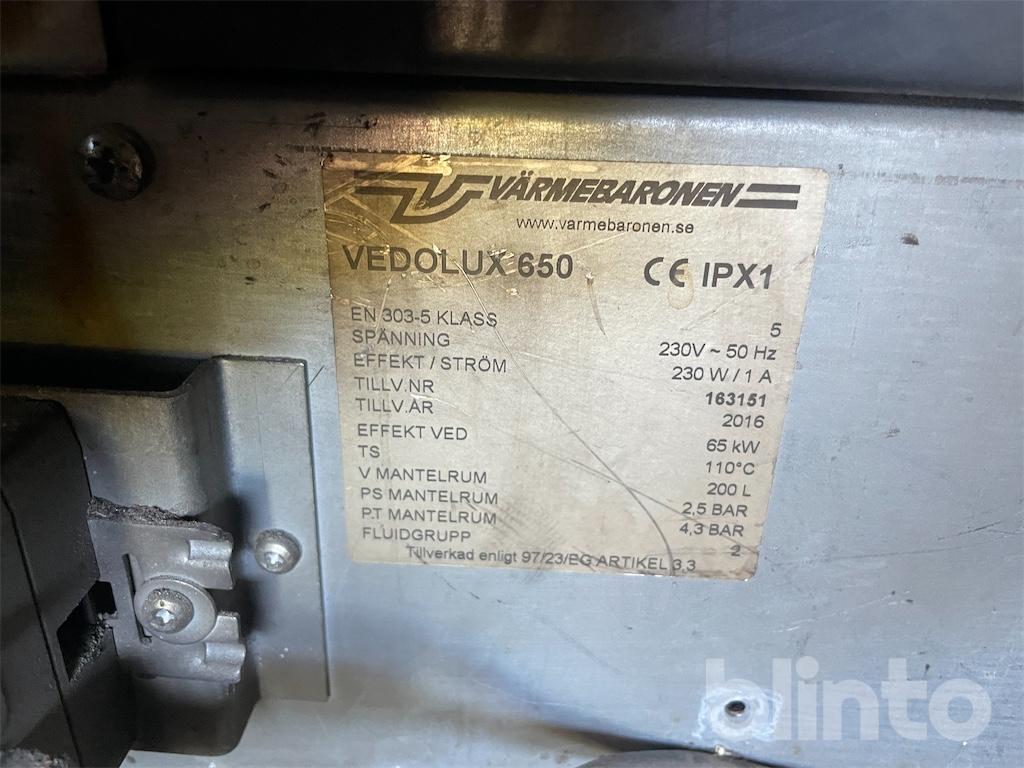 VÄRMEBARONEN
www.varmebaronen.se
VEDOLUX 650 CE IPX1
EN 303-5 KLASS 5
SPÄNNING 230V ~ 50 Hz
EFFEKT / STRÖM 230 W / 1 A
TILLV.NR 163151
TILLV.ÅR 2016
EFFEKT VED 65 kW
TS 110°C
V MANTELRUM 200 L
PS MANTELRUM 2,5 BAR
PT MANTELRUM 4,3 BAR
FLUIDGRUPP 2
Tillverkad enligt 97/23/EG ARTIKEL 3.3
blinto